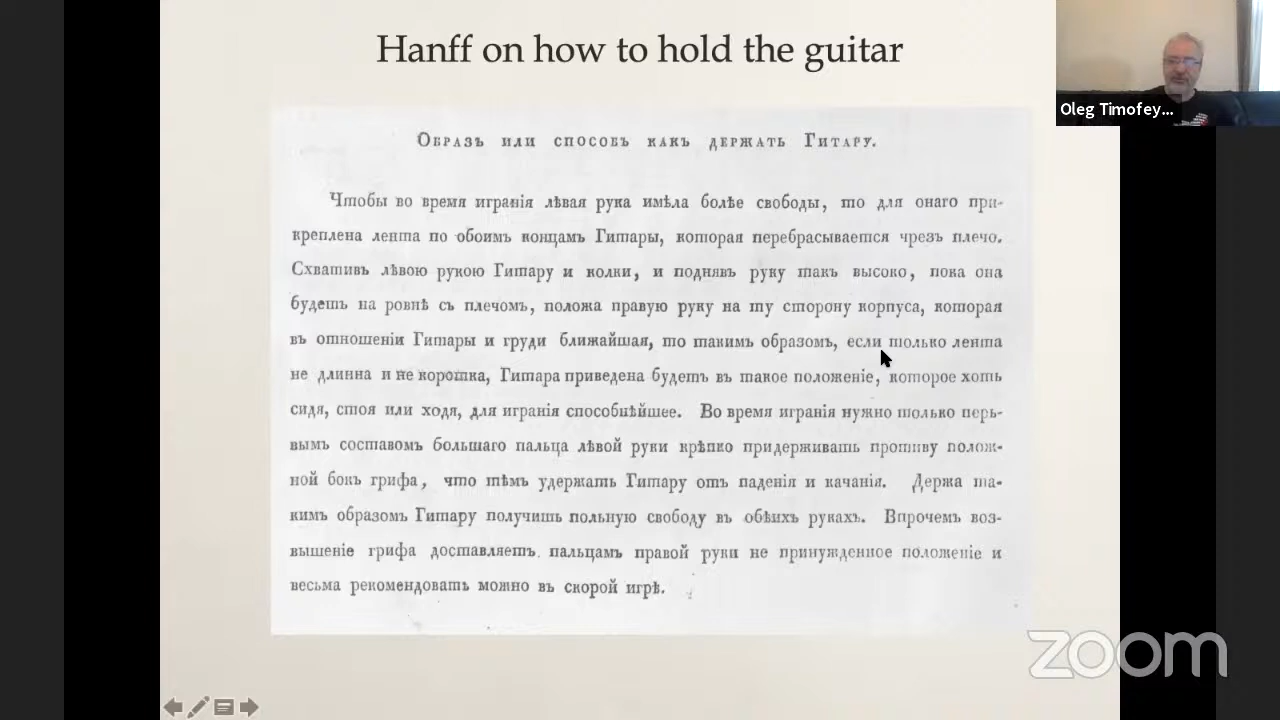 Hanff on how to hold the guitar
Oleg Timofey...
Образъ или способъ какъ держать Гитару.
Чтобы во время игранія лѣвая рука имѣла болѣе свободы, то для онаго при-
креплена лента по обоимъ концамъ Гитары, которая перебрасывается чрезъ плечо.
Схвативъ лѣвою рукою Гитару и колки, и поднявъ руку такъ высоко, пока она
будетъ на ровнѣ съ плечомъ, положа правую руку на ту сторону корпуса, которая
въ отношеніи Гитары и груди ближайшая, то такимъ образомъ, если только лента
не длинна и не коротка, Гитара приведена будетъ въ такое положеніе, которое хоть
сидя, стоя или ходя, для игранія способнѣйшее. Во время игранія нужно только перь-
вымъ составомъ большаго пальца лѣвой руки крѣпко придерживать противу полож-
ной бокъ грифа, что тѣмъ удержать Гитару отъ паденія и качанія. Держа та-
кимъ образомъ Гитару получишь польную свободу въ обѣихъ рукахъ. Впрочемъ воз-
вышеніе грифа доставляетъ пальцамъ правой руки не принужденное положеніе и
весьма рекомендовать можно въ скорой игрѣ.
zoom